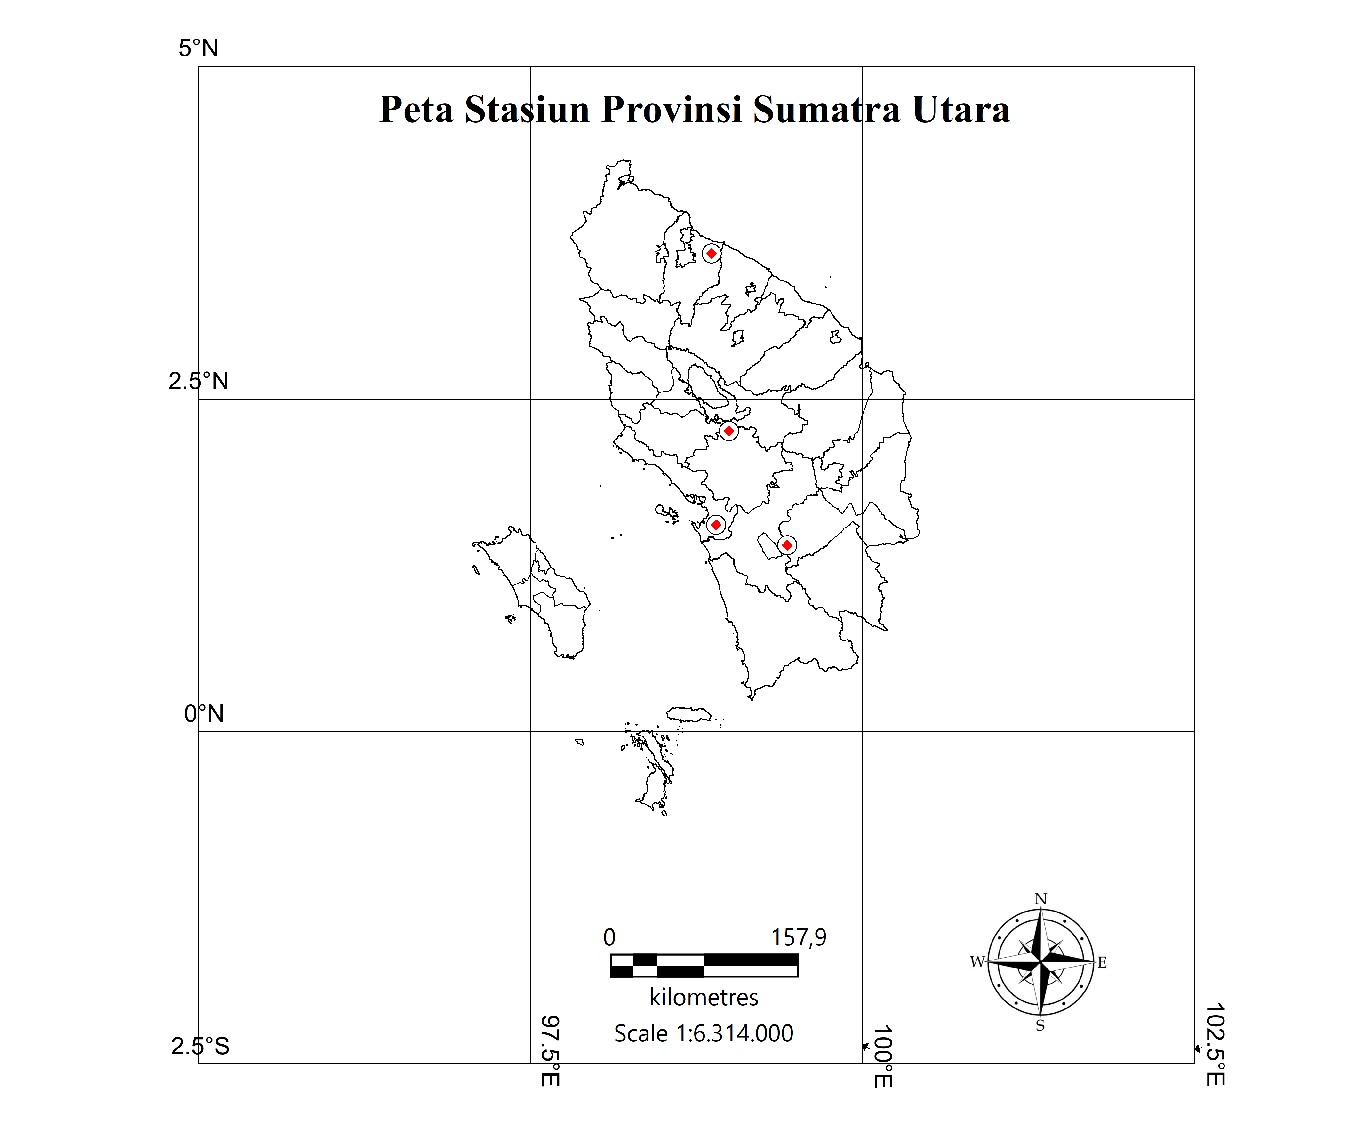 5°N
Peta Stasiun Provinsi Sumatra Utara
2.5°N
0°N
N
W E
S
0 157,9
kilometres
Scale 1:6.314.000
2.5°S
97.5°E
100°E
102.5°E